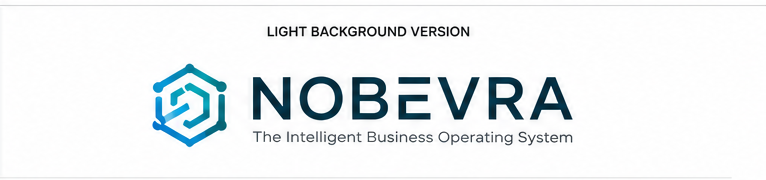 LIGHT BACKGROUND VERSION
NOBEVRA
The Intelligent Business Operating System